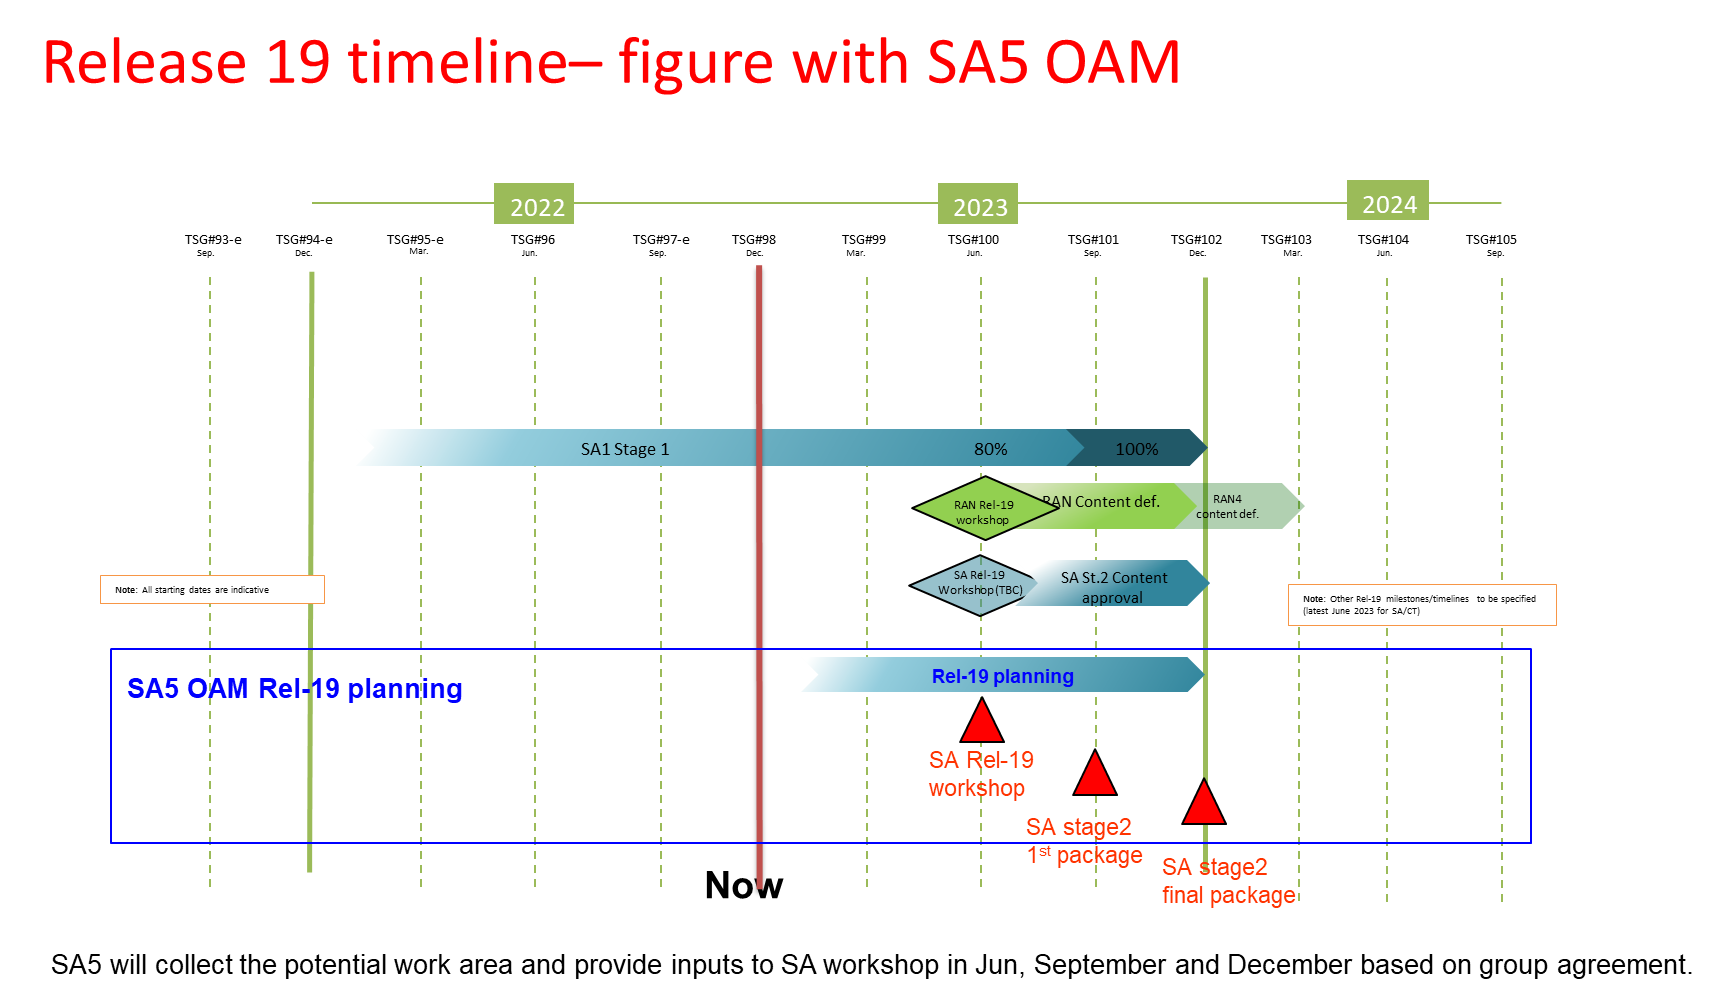 Release 19 timeline– figure with SA5 OAM
2022
2023
2024
TSG#93-e
Sep.
TSG#94-e
Dec.
TSG#95-e
Mar.
TSG#96
Jun.
TSG#97-e
Sep.
TSG#98
Dec.
TSG#99
Mar.
TSG#100
Jun.
TSG#101
Sep.
TSG#102
Dec.
TSG#103
Mar.
TSG#104
Jun.
TSG#105
Sep.
SA1 Stage 1
80%
100%
RAN Rel-19
workshop
RAN Content def.
RAN4
content def.
SA Rel-19
Workshop(TBC)
SA St.2 Content
approval
Note: All starting dates are indicative
Note: Other Rel-19 milestones/timelines to be specified
(latest June 2023 for SA/CT)
SA5 OAM Rel-19 planning
Rel-19 planning
SA Rel-19
workshop
SA stage2
1st package
SA stage2
final package
Now
SA5 will collect the potential work area and provide inputs to SA workshop in Jun, September and December based on group agreement.